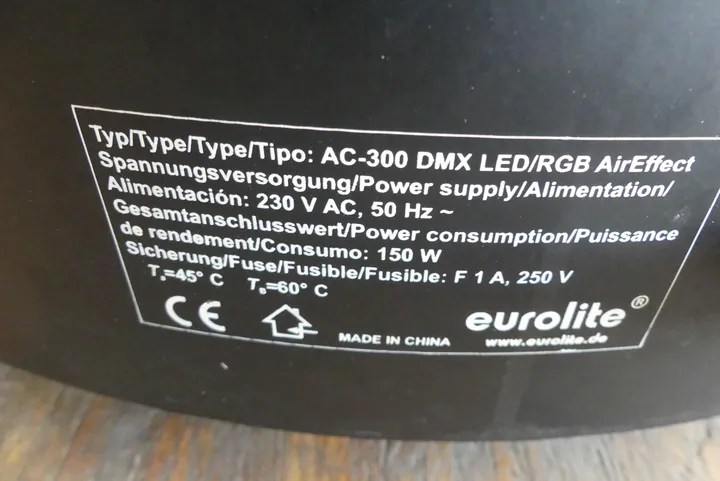 Typ/Type/Type/Tipo: AC-300 DMX LED/RGB AirEffect
Spannungsversorgung/Power supply/Alimentation/
Alimentación: 230 V AC, 50 Hz ~
Gesamtanschlusswert/Power consumption/Puissance
de rendement/Consumo: 150 W
Sicherung/Fuse/Fusible/Fusible: F 1 A, 250 V
Ta=45° C TB=60° C
CE
MADE IN CHINA
eurolite®
www.eurolite.de